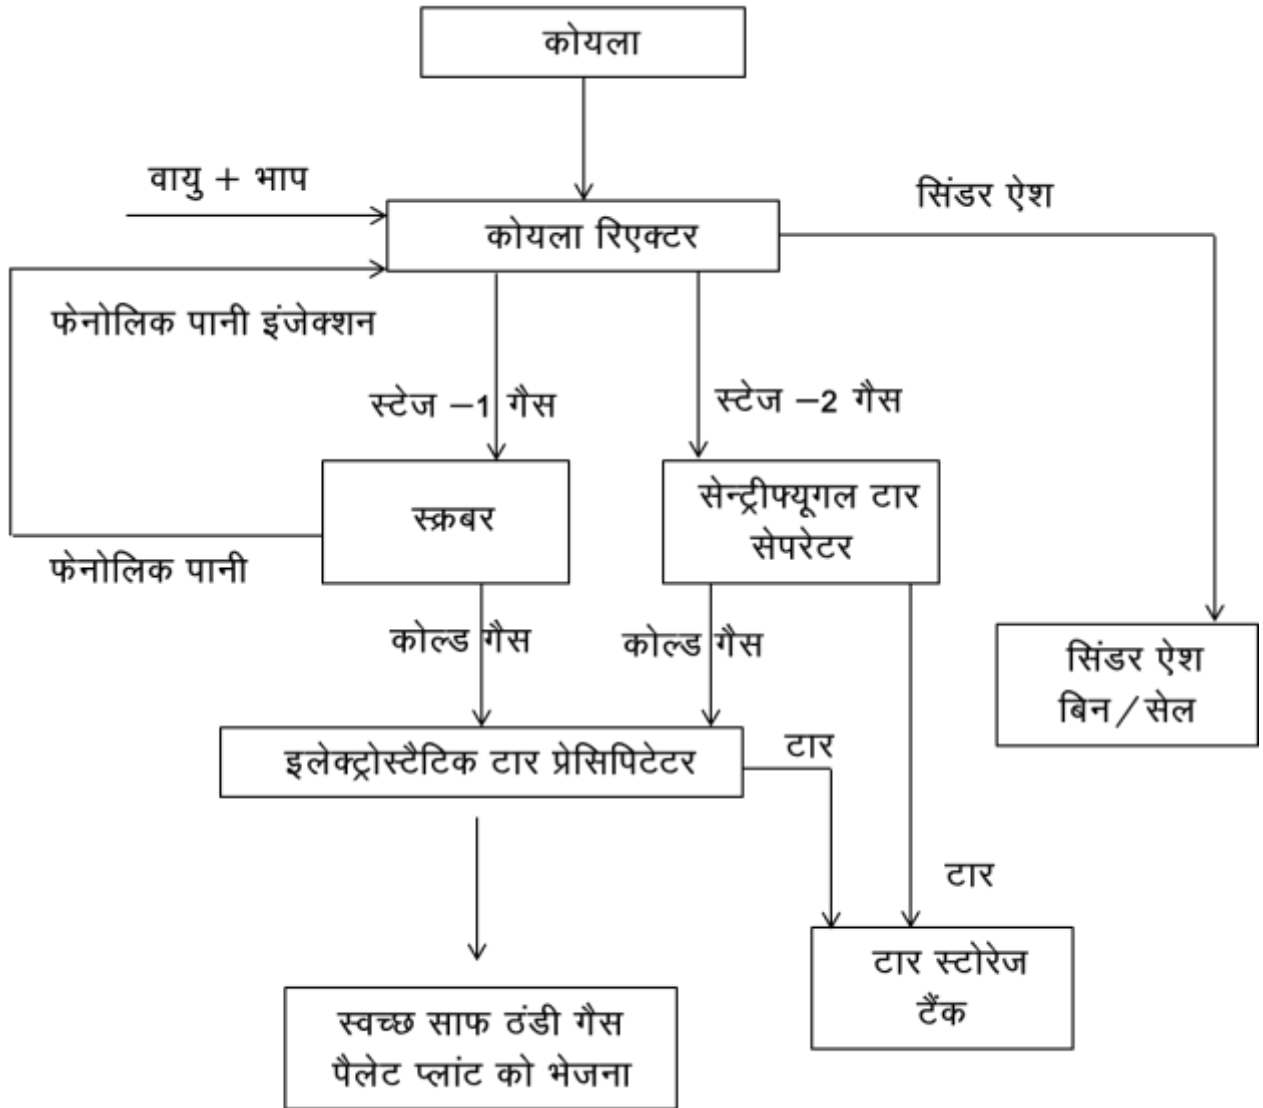 कोयला
वायु + भाप
सिंडर ऐश
कोयला रिएक्टर
फेनोलिक पानी इंजेक्शन
स्टेज –1 गैस
स्टेज –2 गैस
स्क्रबर
सेन्ट्रीफ्यूगल टार
सेपरेटर
फेनोलिक पानी
कोल्ड गैस
कोल्ड गैस
सिंडर ऐश
बिन/सेल
इलेक्ट्रोस्टैटिक टार प्रेसिपिटेटर
टार
टार
टार स्टोरेज
टैंक
स्वच्छ साफ ठंडी गैस
पैलेट प्लांट को भेजना